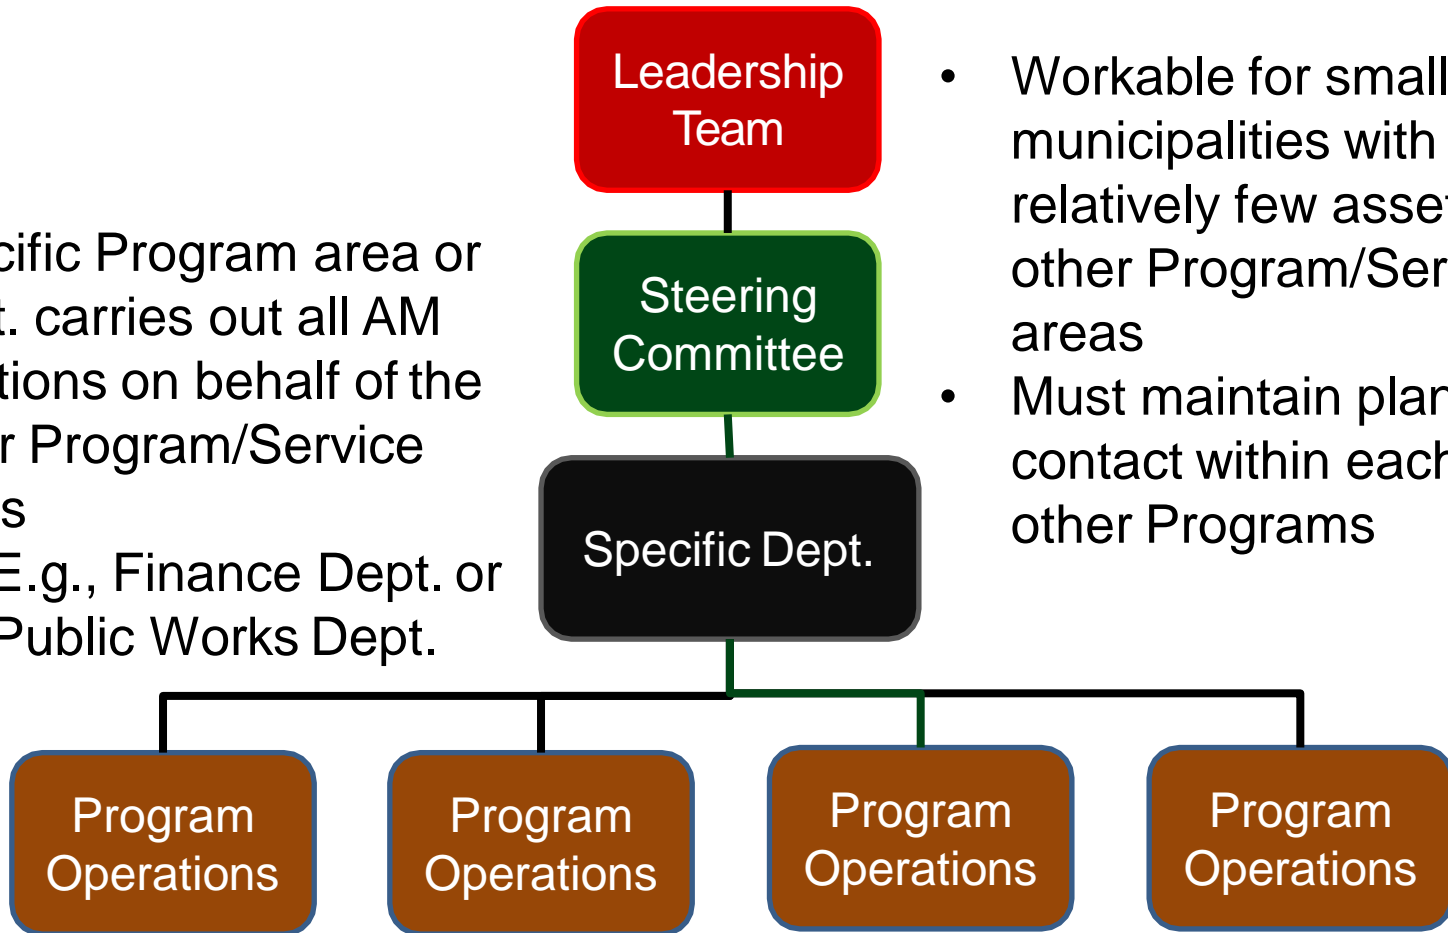 Leadership
Team
• Workable for small
municipalities with
relatively few asset
other Program/Ser
areas
• Must maintain plan
contact within each
other Programs
cific Program area or
t. carries out all AM
tions on behalf of the
r Program/Service
s
E.g., Finance Dept. or
Public Works Dept.
Steering
Committee
Specific Dept.
Program
Operations
Program
Operations
Program
Operations
Program
Operations